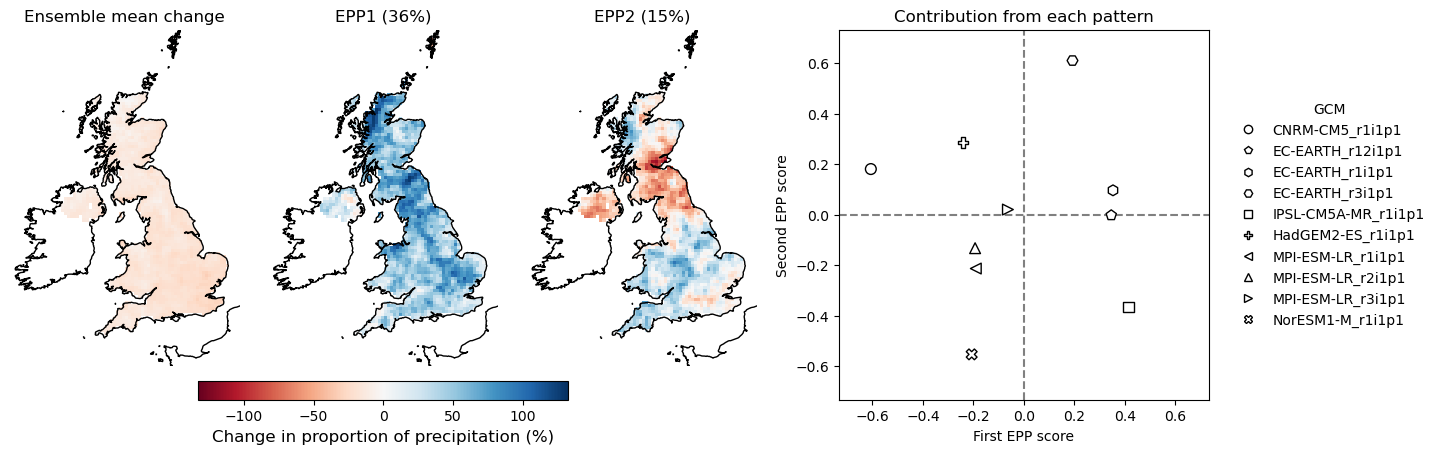 Ensemble mean change
EPP1 (36%)
EPP2 (15%)
Contribution from each pattern
−100 −50 0 50 100
Change in proportion of precipitation (%)
Second EPP score
0.6
0.4
0.2
0.0
−0.2
−0.4
−0.6
−0.6 −0.4 −0.2 0.0 0.2 0.4 0.6
First EPP score
GCM
CNRM-CM5_r1i1p1
EC-EARTH_r12i1p1
EC-EARTH_r1i1p1
EC-EARTH_r3i1p1
IPSL-CM5A-MR_r1i1p1
HadGEM2-ES_r1i1p1
MPI-ESM-LR_r1i1p1
MPI-ESM-LR_r2i1p1
MPI-ESM-LR_r3i1p1
NorESM1-M_r1i1p1